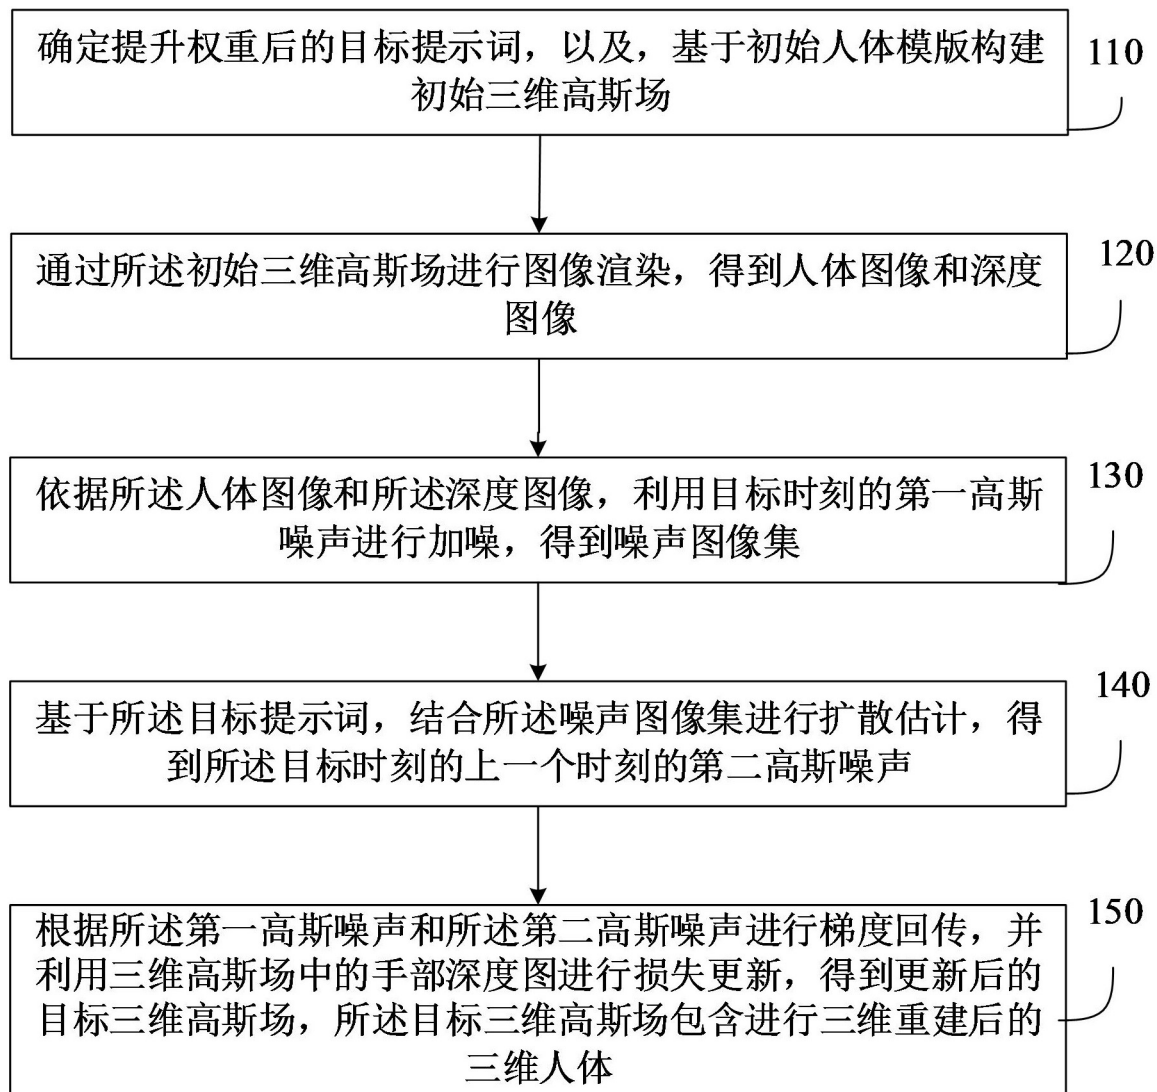 确定提升权重后的目标提示词，以及，基于初始人体模版构建
初始三维高斯场
110
通过所述初始三维高斯场进行图像渲染，得到人体图像和深度
图像
120
依据所述人体图像和所述深度图像，利用目标时刻的第一高斯
噪声进行加噪，得到噪声图像集
130
基于所述目标提示词，结合所述噪声图像集进行扩散估计，得
到所述目标时刻的上一个时刻的第二高斯噪声
140
根据所述第一高斯噪声和所述第二高斯噪声进行梯度回传，并
利用三维高斯场中的手部深度图进行损失更新，得到更新后的
目标三维高斯场，所述目标三维高斯场包含进行三维重建后的
三维人体
150